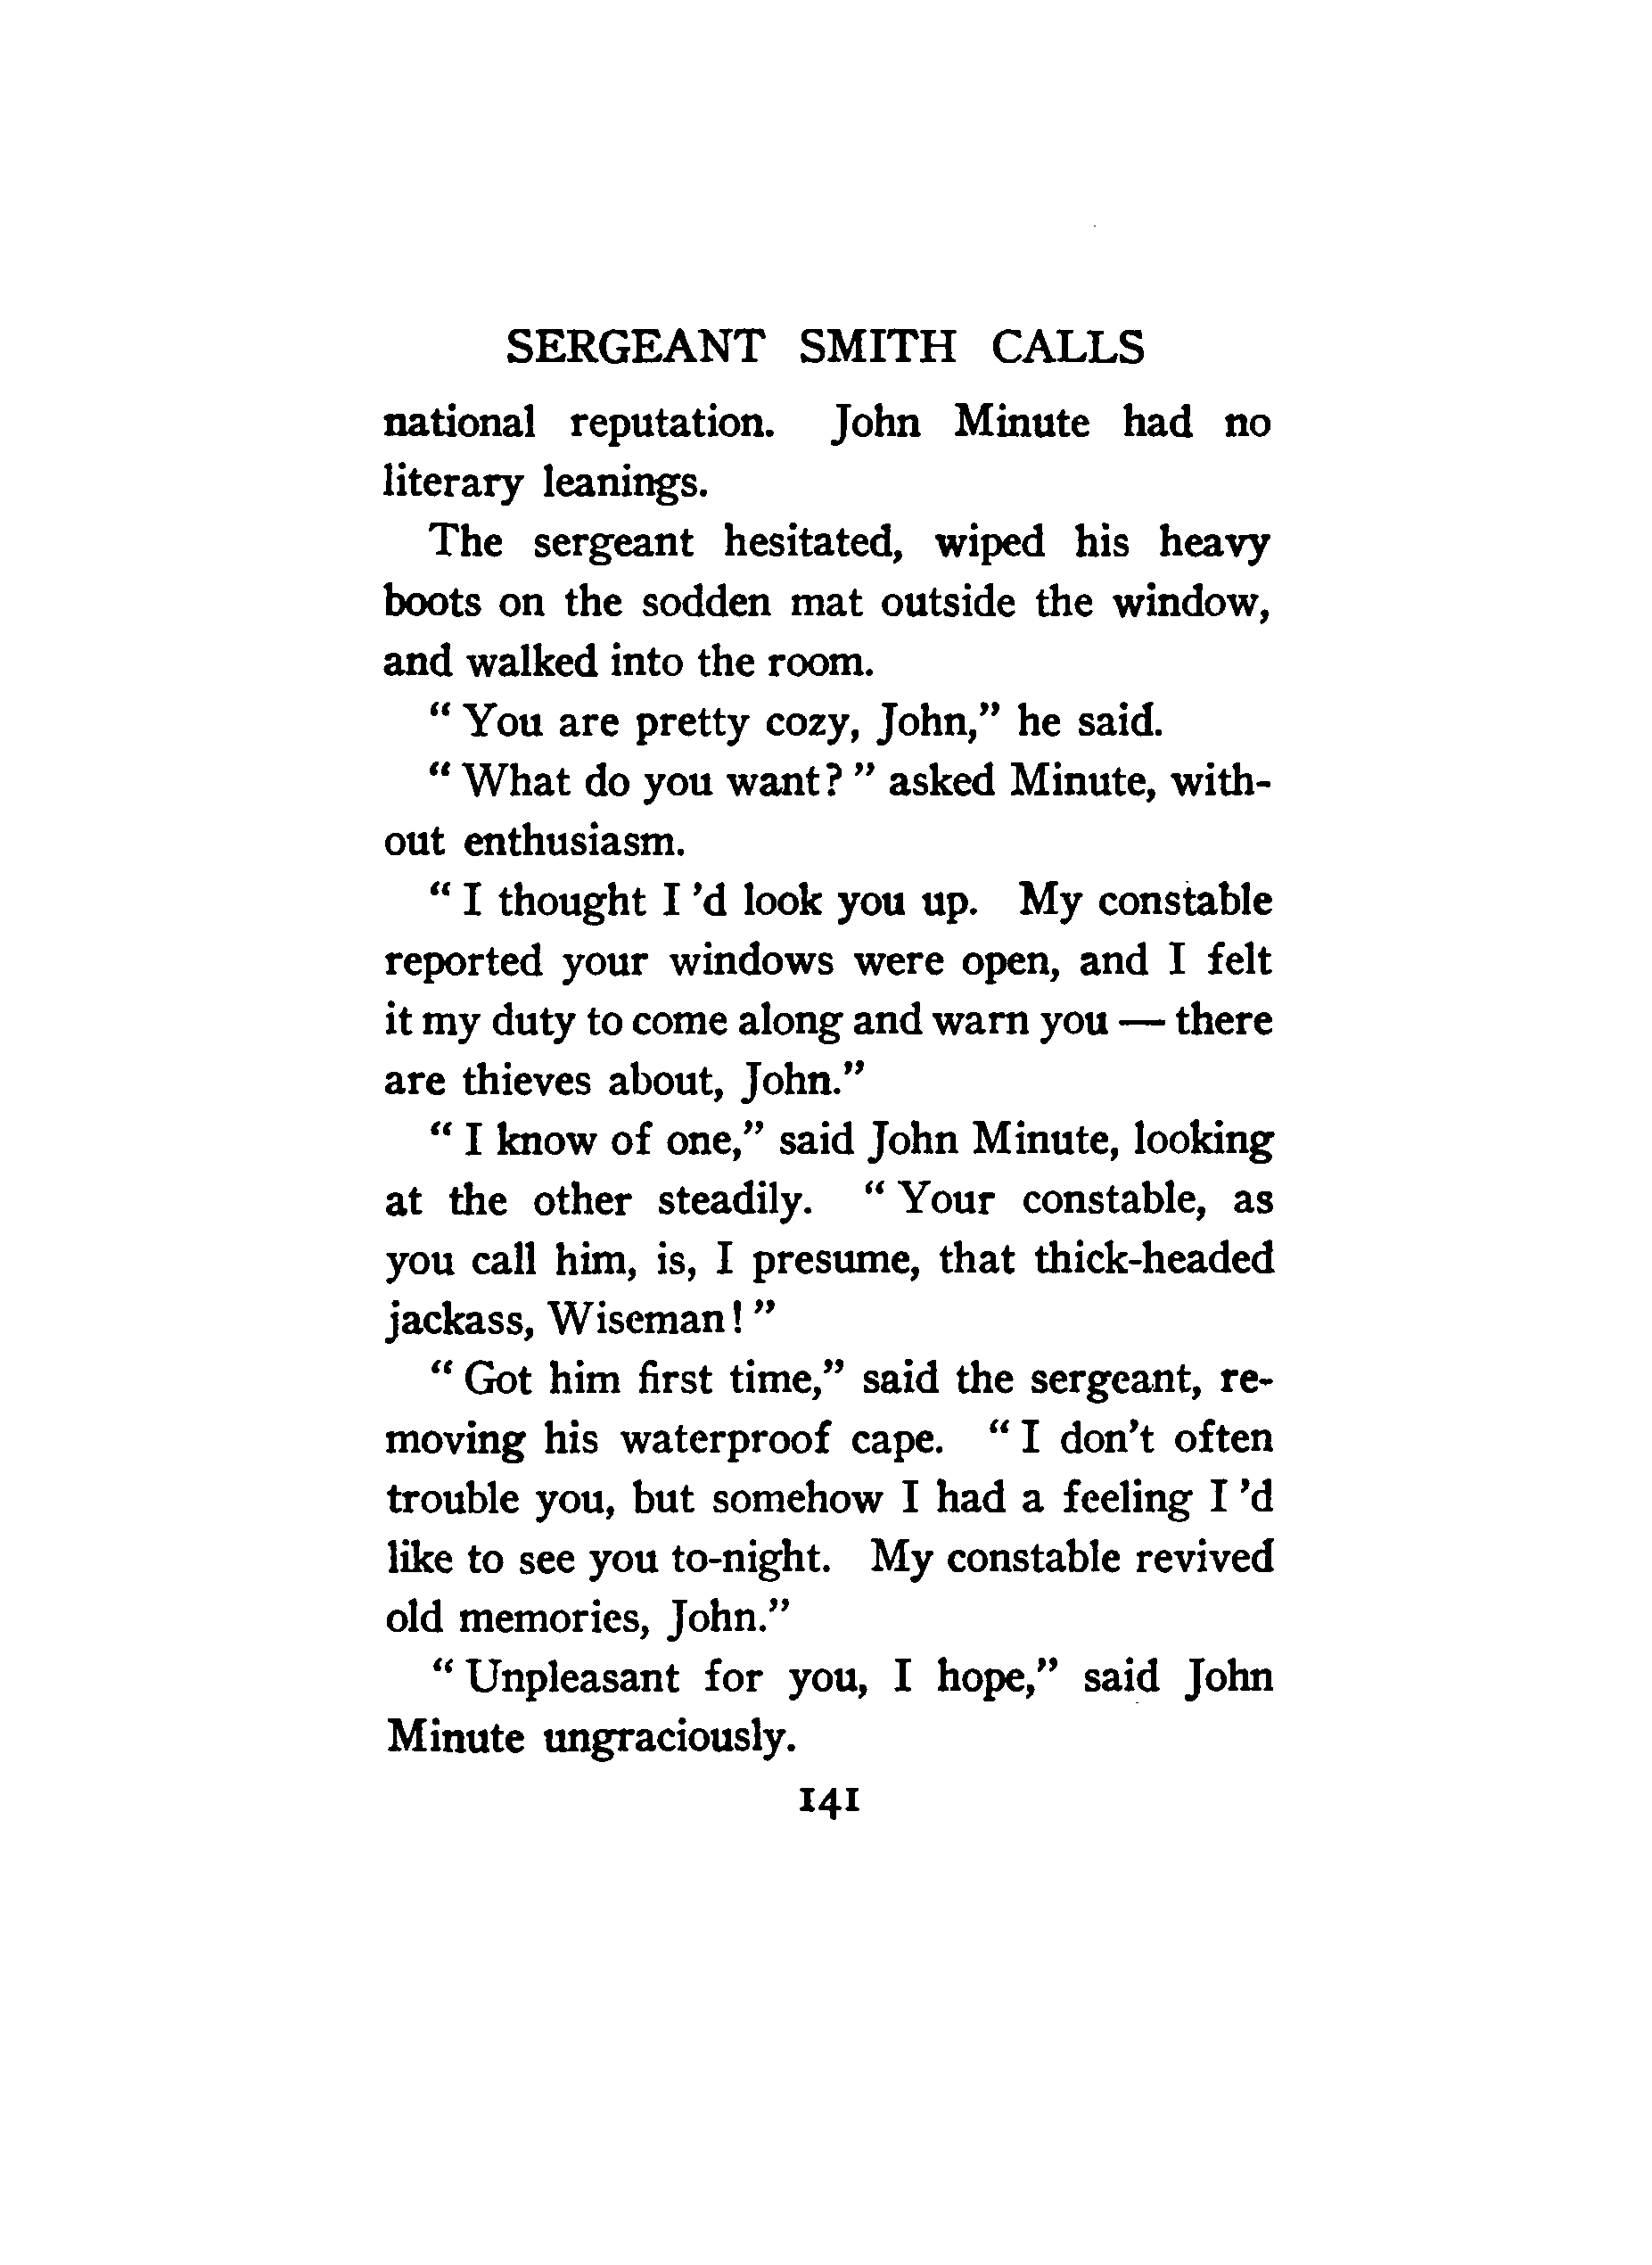 SERGEANT SMITH CALLS
national reputation. John Minute had no
literary leanings.
The sergeant hesitated, wiped his heavy
boots on the sodden mat outside the window,
and walked into the room.
“ You are pretty cozy, John,” he said.
“ What do you want? ” asked Minute, with-
out enthusiasm.
“ I thought I ’d look you up. My constable
reported your windows were open, and I felt
it my duty to come along and warn you — there
are thieves about, John.”
“ I know of one,” said John Minute, looking
at the other steadily. “ Your constable, as
you call him, is, I presume, that thick-headed
jackass, Wiseman! ”
“ Got him first time,” said the sergeant, re-
moving his waterproof cape. “ I don’t often
trouble you, but somehow I had a feeling I ’d
like to see you to-night. My constable revived
old memories, John.”
“ Unpleasant for you, I hope,” said John
Minute ungraciously.
141